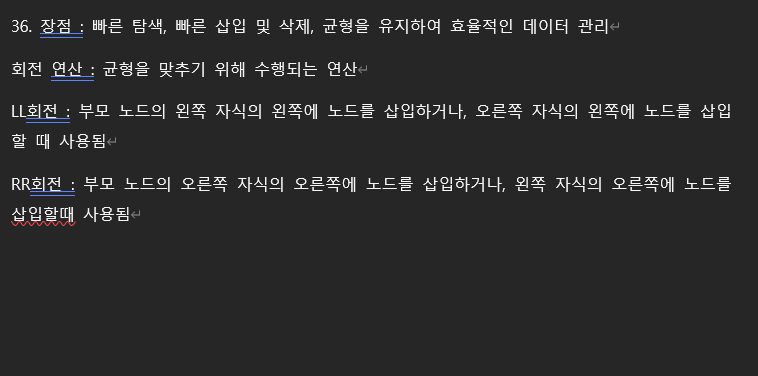 36. 장점 : 빠른 탐색, 빠른 삽입 및 삭제, 균형을 유지하여 효율적인 데이터 관리↵
회전 연산 : 균형을 맞추기 위해 수행되는 연산↵
LL회전 : 부모 노드의 왼쪽 자식의 왼쪽에 노드를 삽입하거나, 오른쪽 자식의 왼쪽에 노드를 삽입
할 때 사용됨↵
RR회전 : 부모 노드의 오른쪽 자식의 오른쪽에 노드를 삽입하거나, 왼쪽 자식의 오른쪽에 노드를
삽입할때 사용됨↵